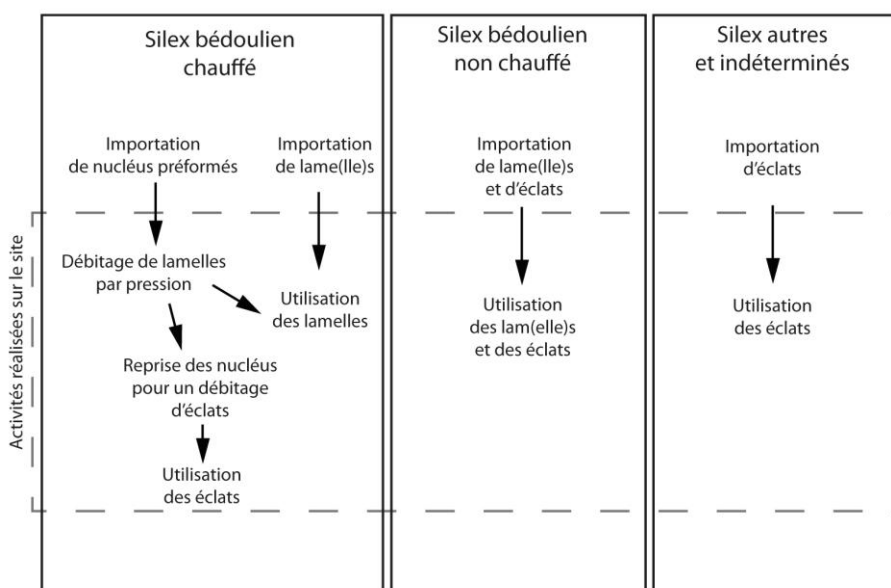 Silex bédoulien
chauffé
Importation
de nucléus préformés
Importation
de lame(lle)s
Débitage de lamelles
par pression
Utilisation
des lamelles
Reprise des nucléus
pour un débitage
d'éclats
Utilisation
des éclats
Silex bédoulien
non chauffé
Importation
de lame(lle)s
et d'éclats
Utilisation
des lam(elle)s
et des éclats
Silex autres
et indéterminés
Importation
d'éclats
Utilisation
des éclats
Activités réalisées sur le site